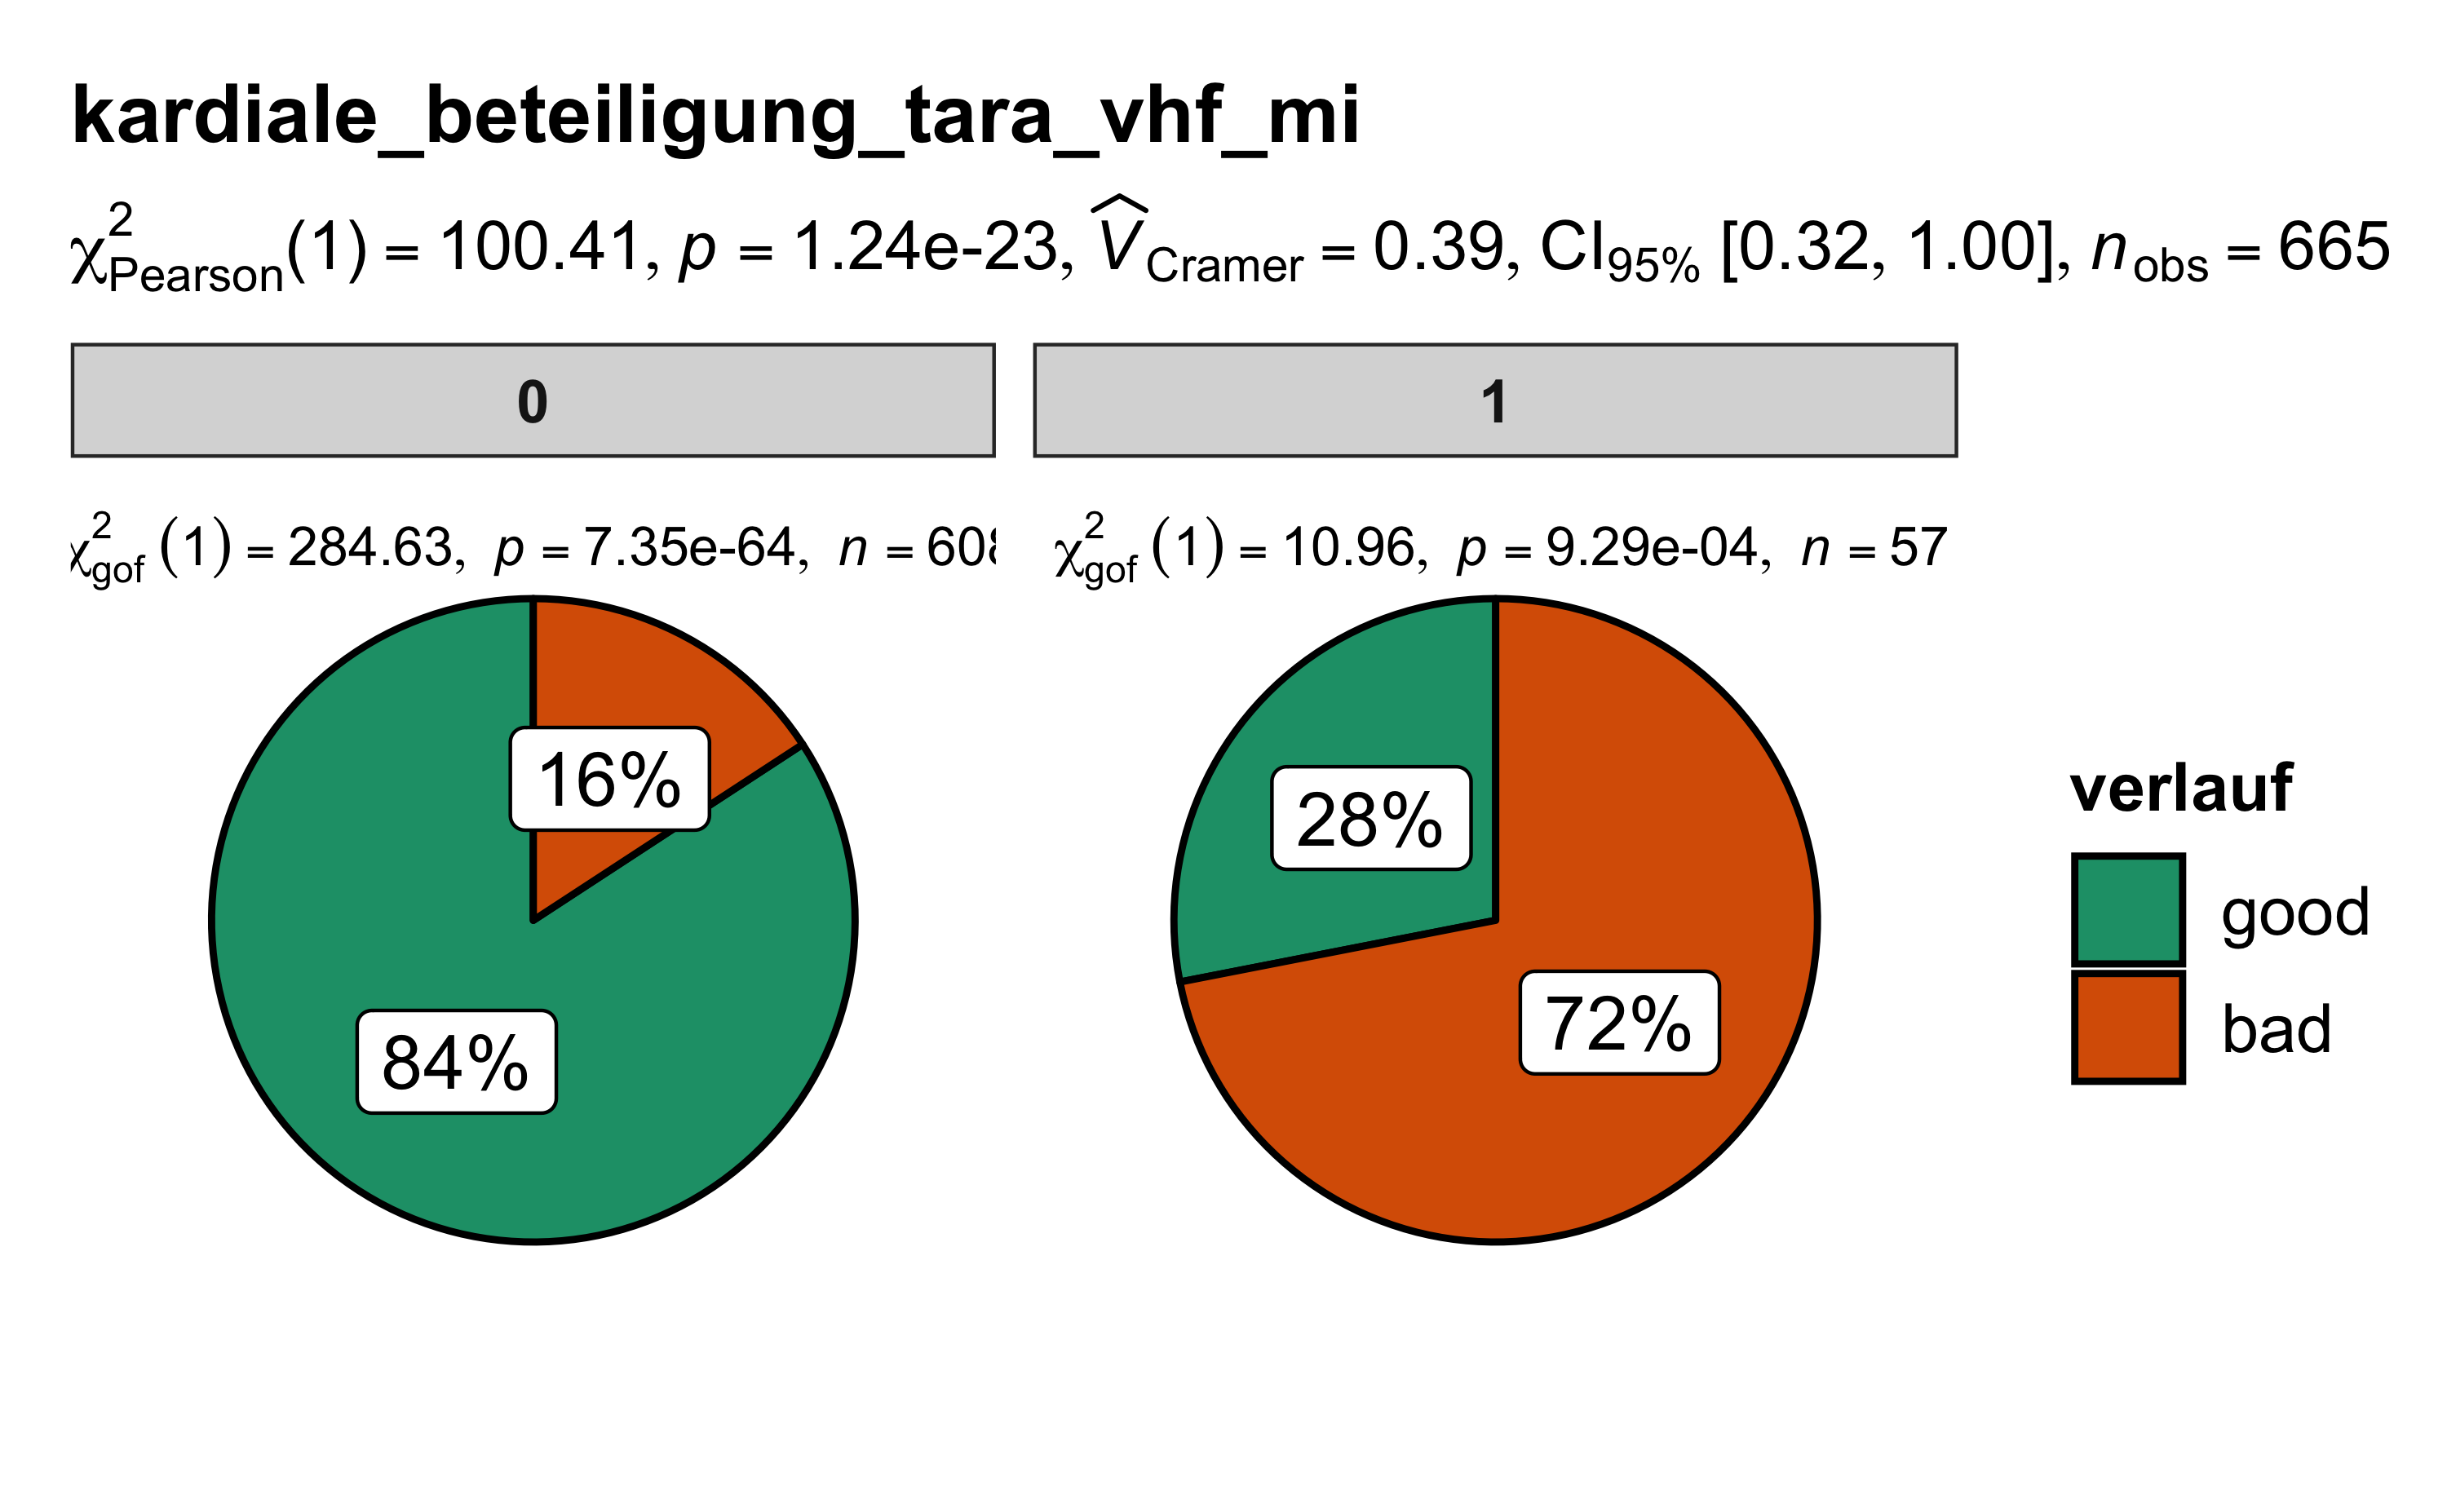 kardiale_beteiligung_tara_vhf_mi
χ²Pearson(1) = 100.41, p = 1.24e-23, V̂Cramer = 0.39, CI95% [0.32, 1.00], nobs = 665
0
1
χ²gof (1) = 284.63, p = 7.35e-64, n = 608
χ²gof (1) = 10.96, p = 9.29e-04, n = 57
16%
84%
28%
72%
verlauf
good
bad